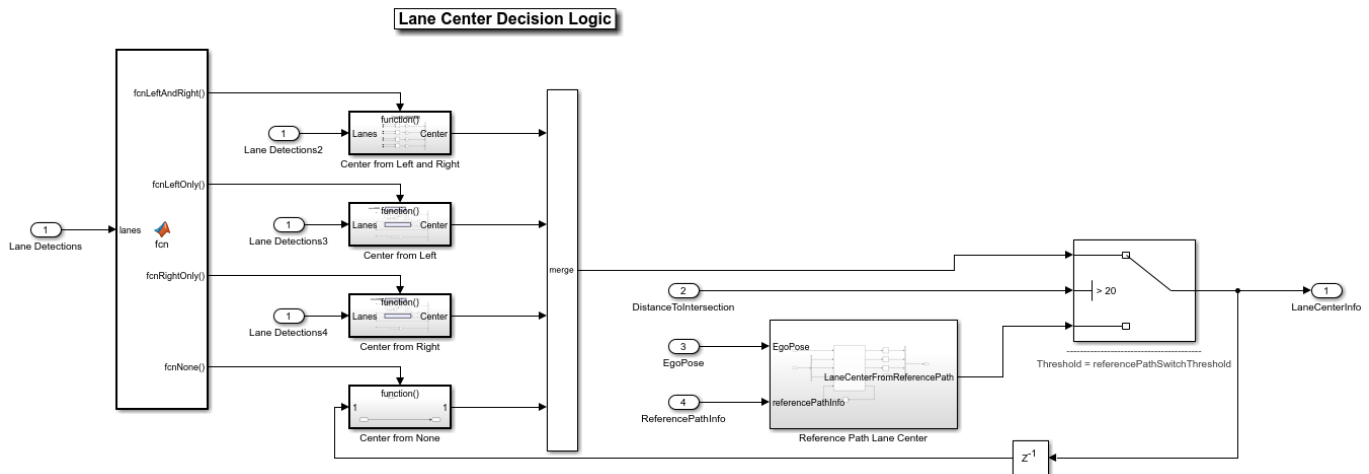 Lane Center Decision Logic
fcnLeftAndRight()
function()
1
Lanes
Center
Lane Detections2
Center from Left and Right
fcnLeftOnly()
function()
1
Lanes
Center
Lane Detections3
Center from Left
1
lanes
fcn
Lane Detections
merge
fcnRightOnly()
function()
1
Lanes
Center
Lane Detections4
Center from Right
2
DistanceToIntersection
> 20
1
LaneCenterInfo
Threshold = referencePathSwitchThreshold
3
EgoPose
EgoPose
LaneCenterFromReferencePath
4
ReferencePathInfo
referencePathInfo
Reference Path Lane Center
fcnNone()
function()
1
1
Center from None
z-1